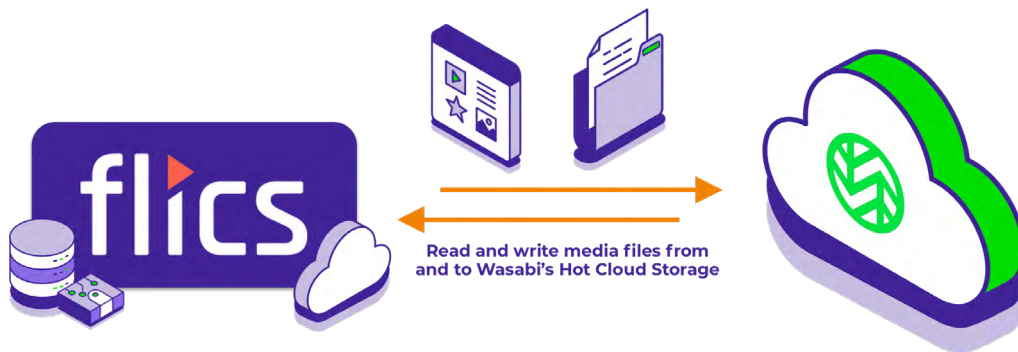 flics
Read and write media files from
and to Wasabi's Hot Cloud Storage